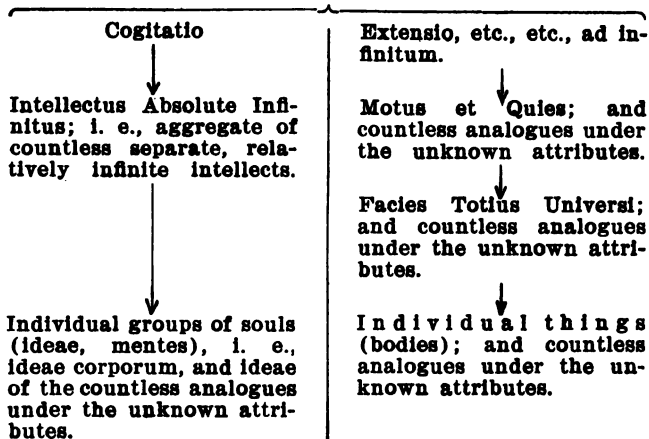 Cogitatio
Intellectus Absolute Infi-
nitus; i. e., aggregate of
countless separate, rela-
tively infinite intellects.
Individual groups of souls
(ideae, mentes), i. e.,
ideae corporum, and ideae
of the countless analogues
under the unknown attri-
butes.
Extensio, etc., etc., ad in-
finitum.
Motus et Quies; and
countless analogues under
the unknown attributes.
Facies Totius Universi;
and countless analogues
under the unknown attri-
butes.
Individual things
(bodies); and countless
analogues under the un-
known attributes.